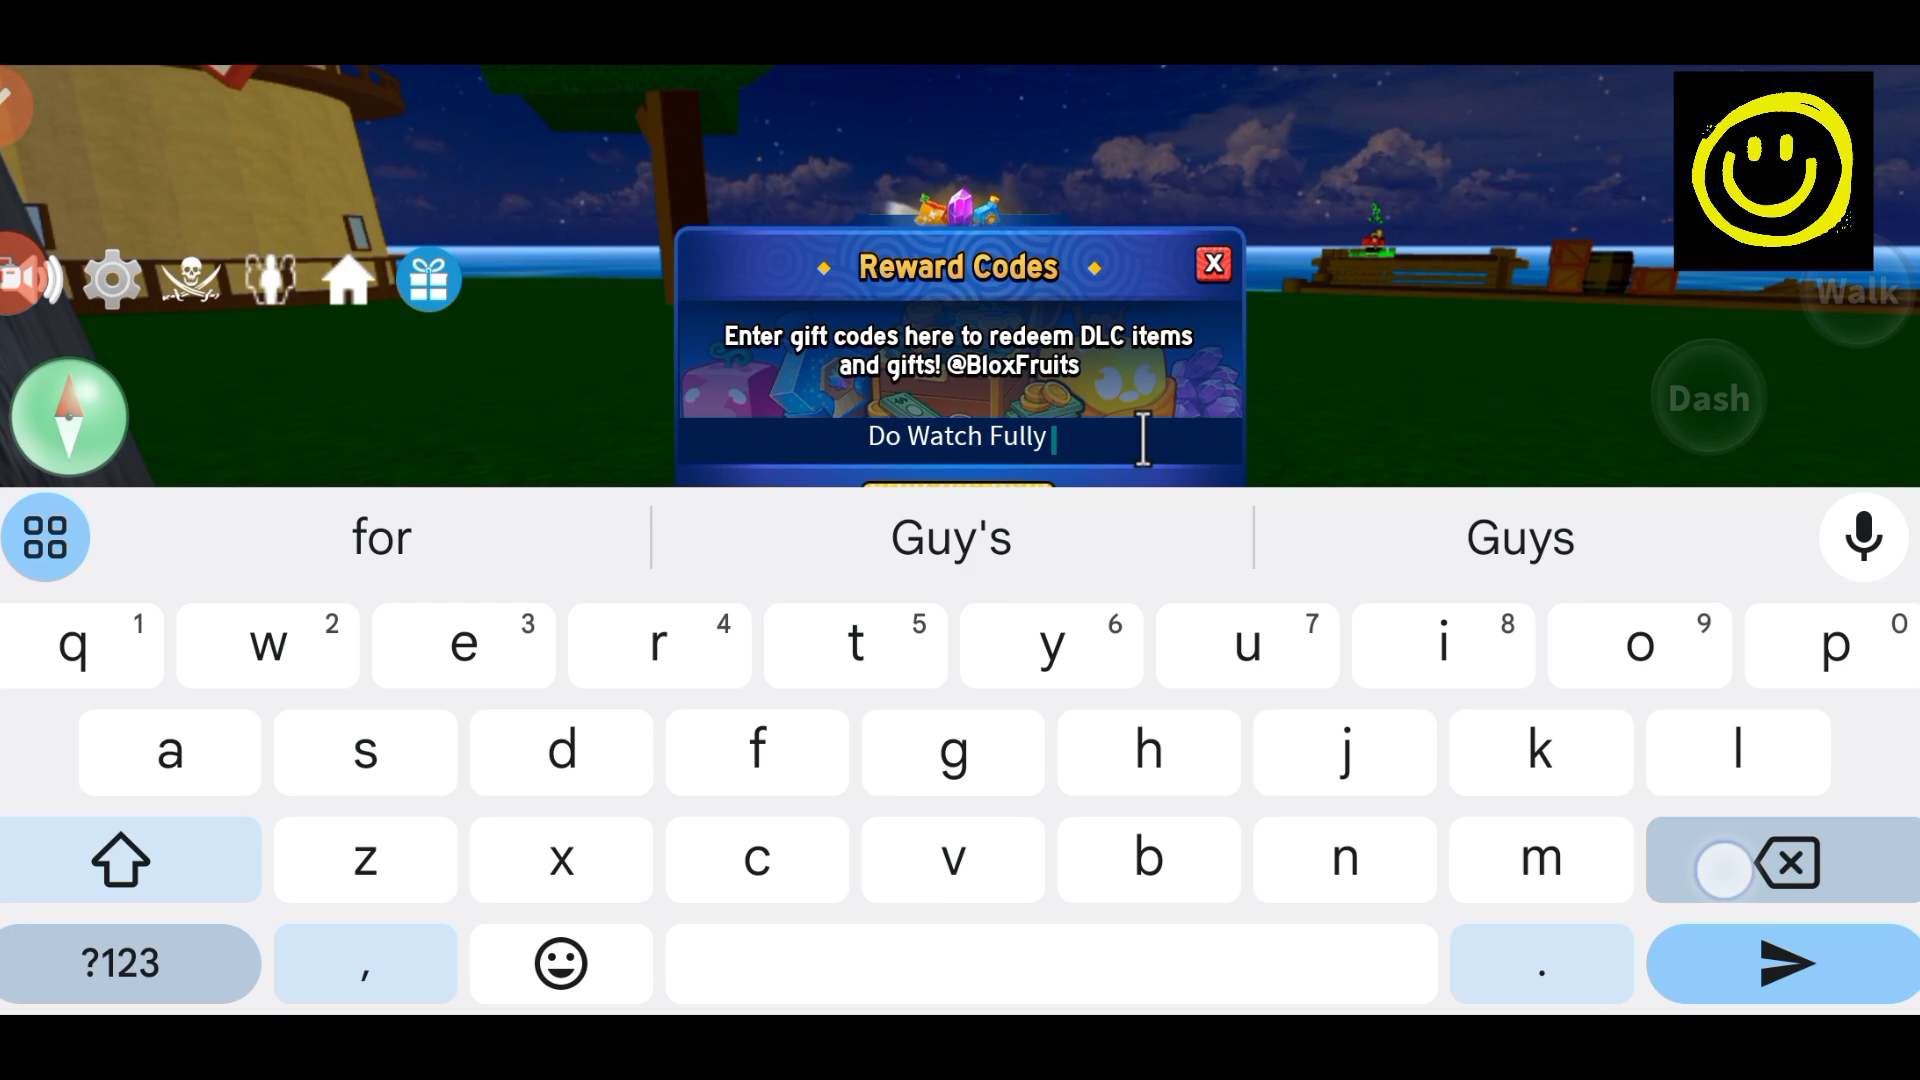 Reward Codes
X
Enter gift codes here to redeem DLC items
and gifts! @BloxFruits
Do Watch Fully
Walk
Dash
for Guy's Guys
q 1 w 2 e 3 r 4 t 5 y 6 u 7 i 8 o 9 p 0
a s d f g h j k l
z x c v b n m
?123 , .